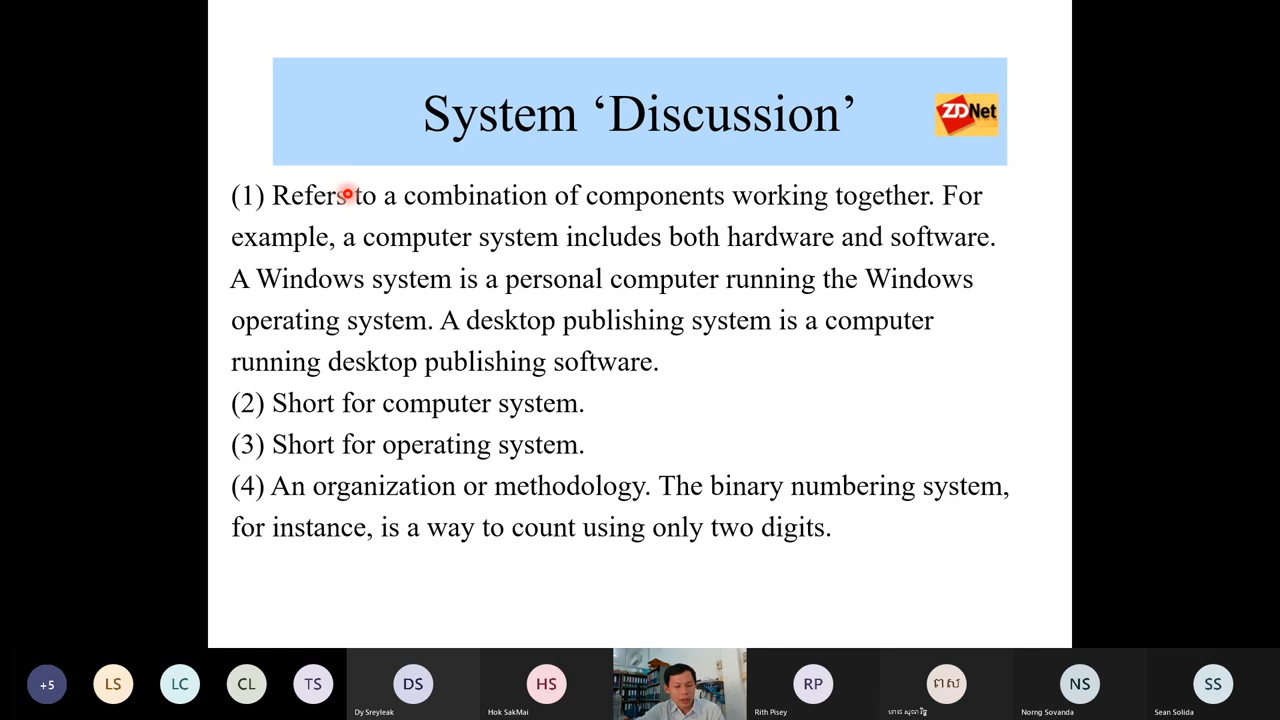 System ‘Discussion’
ZDNet
(1) Refers to a combination of components working together. For
example, a computer system includes both hardware and software.
A Windows system is a personal computer running the Windows
operating system. A desktop publishing system is a computer
running desktop publishing software.
(2) Short for computer system.
(3) Short for operating system.
(4) An organization or methodology. The binary numbering system,
for instance, is a way to count using only two digits.
+5
LS
LC
CL
TS
DS
HS
RP
ពស
NS
SS
Dy Sreyleak
Hok SakMai
Rith Pisey
Norng Sovanda
Sean Solida